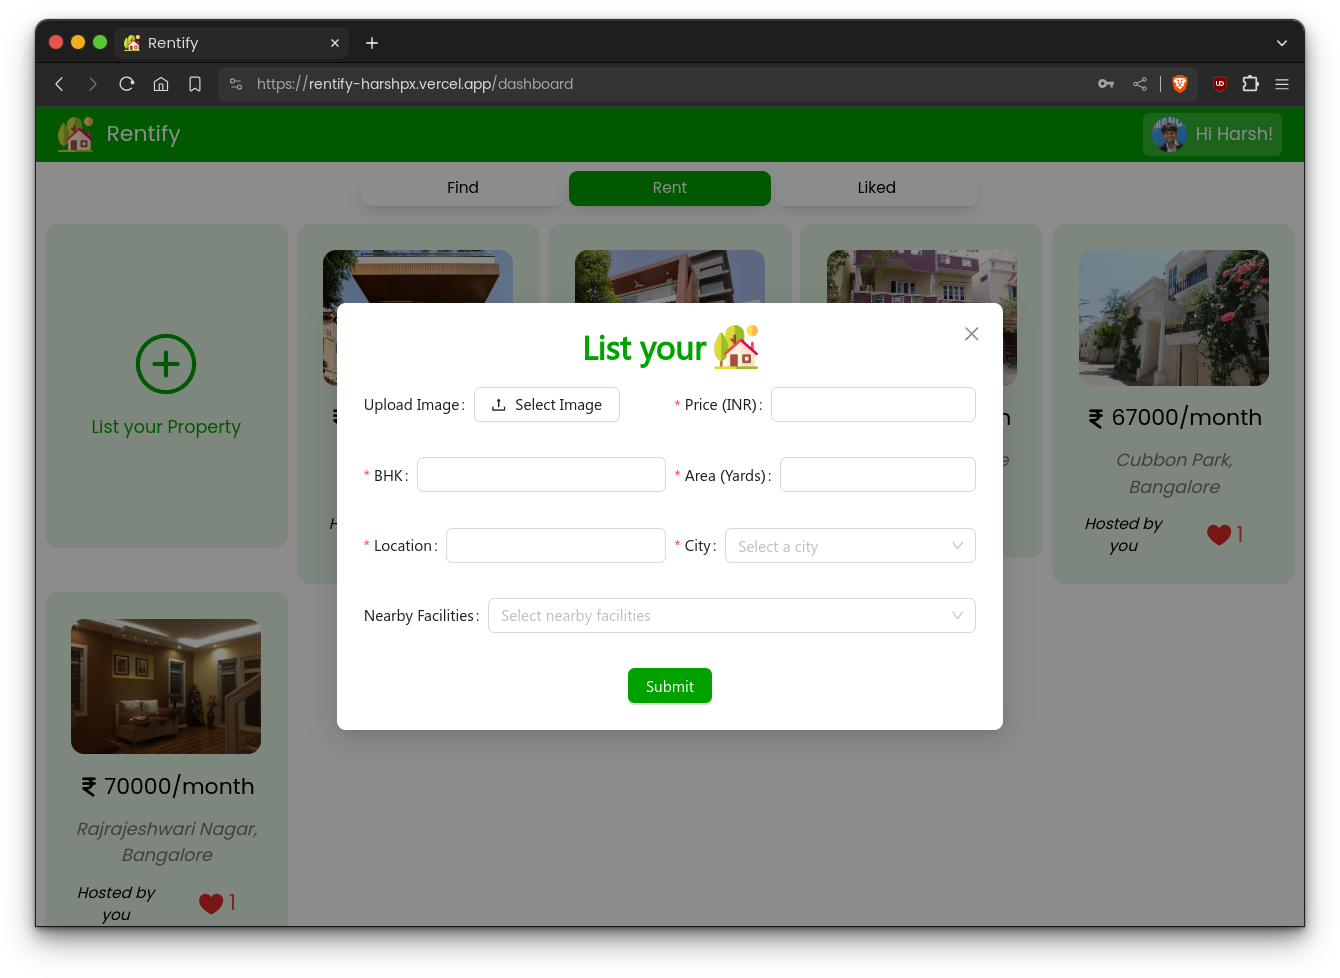 Rentify
https://rentify-harshpx.vercel.app/dashboard
Rentify
Hi Harsh!
Find
Rent
Liked
List your Property
List your
Upload Image:
Select Image
* Price (INR):
* BHK:
* Area (Yards):
* Location:
* City:
Select a city
Nearby Facilities:
Select nearby facilities
Submit
₹ 67000/month
Cubbon Park,
Bangalore
Hosted by
you
1
₹ 70000/month
Rajrajeshwari Nagar,
Bangalore
Hosted by
you
1